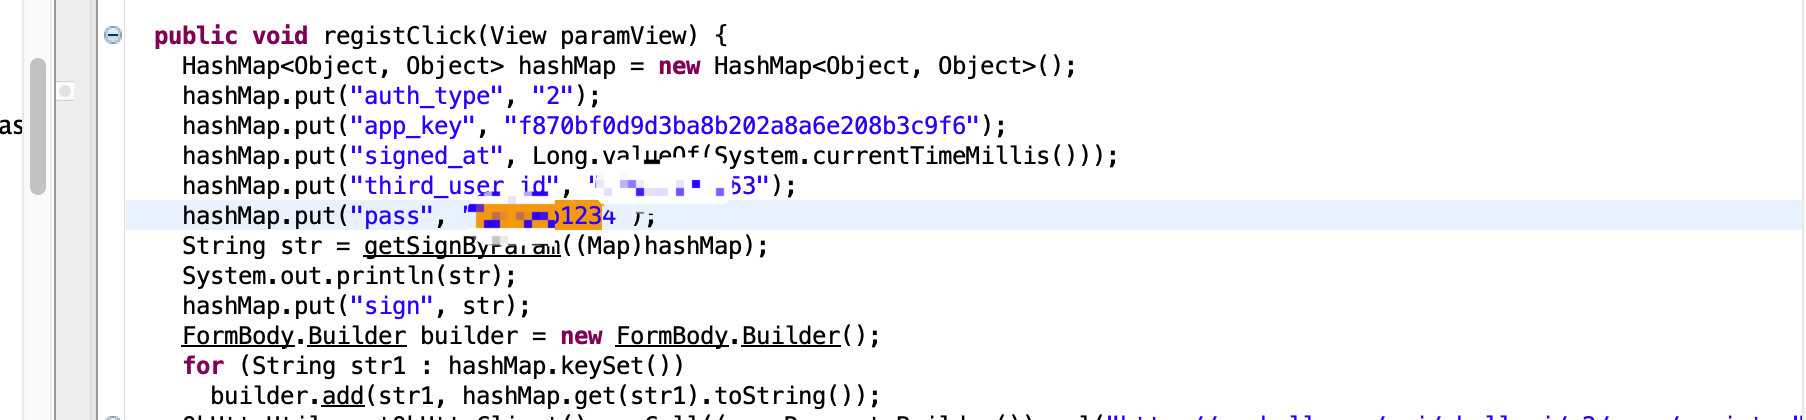 public void registClick(View paramView) {
as
HashMap<Object, Object> hashMap = new HashMap<Object, Object>();
hashMap.put("auth_type", "2");
hashMap.put("app_key", "f870bf0d9d3ba8b202a8a6e208b3c9f6");
hashMap.put("signed_at", Long.valueOf(System.currentTimeMillis()));
hashMap.put("third_user_id", " 53");
hashMap.put("pass", " 1234 );
String str = getSignByParam((Map)hashMap);
System.out.println(str);
hashMap.put("sign", str);
FormBody.Builder builder = new FormBody.Builder();
for (String str1 : hashMap.keySet())
builder.add(str1, hashMap.get(str1).toString());